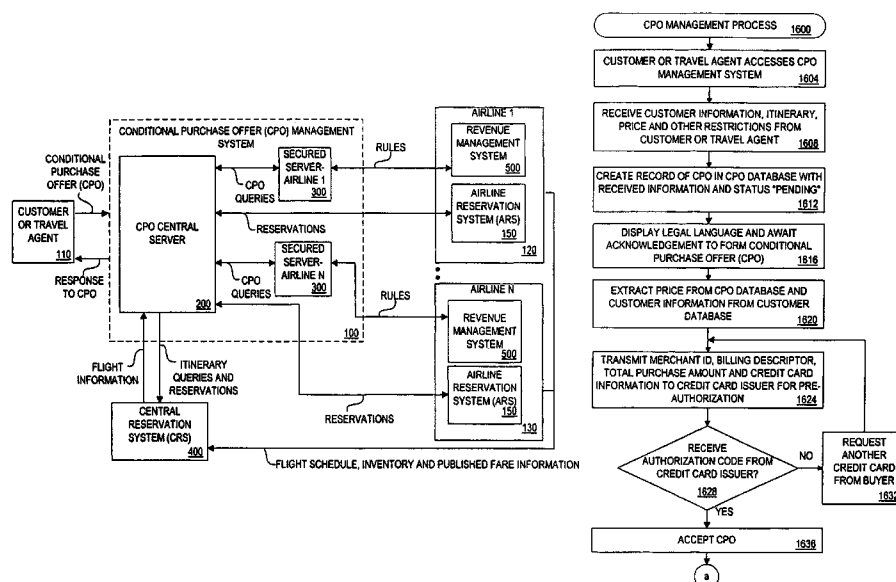 CONDITIONAL PURCHASE OFFER (CPO) MANAGEMENT
SYSTEM
CONDITIONAL
PURCHASE
OFFER (CPO)
CUSTOMER
OR TRAVEL
AGENT
110
RESPONSE
TO CPO
CPO CENTRAL
SERVER
200
CPO
QUERIES
SECURED
SERVER-
AIRLINE 1
300
RULES
RESERVATIONS
CPO
QUERIES
SECURED
SERVER-
AIRLINE N
300
RULES
100
AIRLINE 1
REVENUE
MANAGEMENT
SYSTEM
500
AIRLINE
RESERVATION
SYSTEM (ARS)
150
120
AIRLINE N
REVENUE
MANAGEMENT
SYSTEM
500
AIRLINE
RESERVATION
SYSTEM (ARS)
150
130
RESERVATIONS
FLIGHT
INFORMATION
ITINERARY
QUERIES AND
RESERVATIONS
CENTRAL
RESERVATION
SYSTEM (CRS)
400
FLIGHT SCHEDULE, INVENTORY AND PUBLISHED FARE INFORMATION
CPO MANAGEMENT
PROCESS 1600
CUSTOMER OR TRAVEL AGENT ACCESSES CPO
MANAGEMENT SYSTEM 1604
RECEIVE CUSTOMER INFORMATION, ITINERARY,
PRICE AND OTHER RESTRICTIONS FROM
CUSTOMER OR TRAVEL AGENT 1608
CREATE RECORD OF CPO IN CPO DATABASE WITH
RECEIVED INFORMATION AND STATUS "PENDING"
1612
DISPLAY LEGAL LANGUAGE AND AWAIT
ACKNOWLEDGEMENT TO FORM CONDITIONAL
PURCHASE OFFER (CPO) 1616
EXTRACT PRICE FROM CPO DATABASE AND
CUSTOMER INFORMATION FROM CUSTOMER
DATABASE 1620
TRANSMIT MERCHANT ID, BILLING DESCRIPTOR,
TOTAL PURCHASE AMOUNT AND CREDIT CARD
INFORMATION TO CREDIT CARD ISSUER FOR PRE-
AUTHORIZATION 1624
RECEIVE
AUTHORIZATION CODE FROM
CREDIT CARD ISSUER?
1628
NO
REQUEST
ANOTHER
CREDIT CARD
FROM BUYER
1632
YES
ACCEPT CPO 1636
a